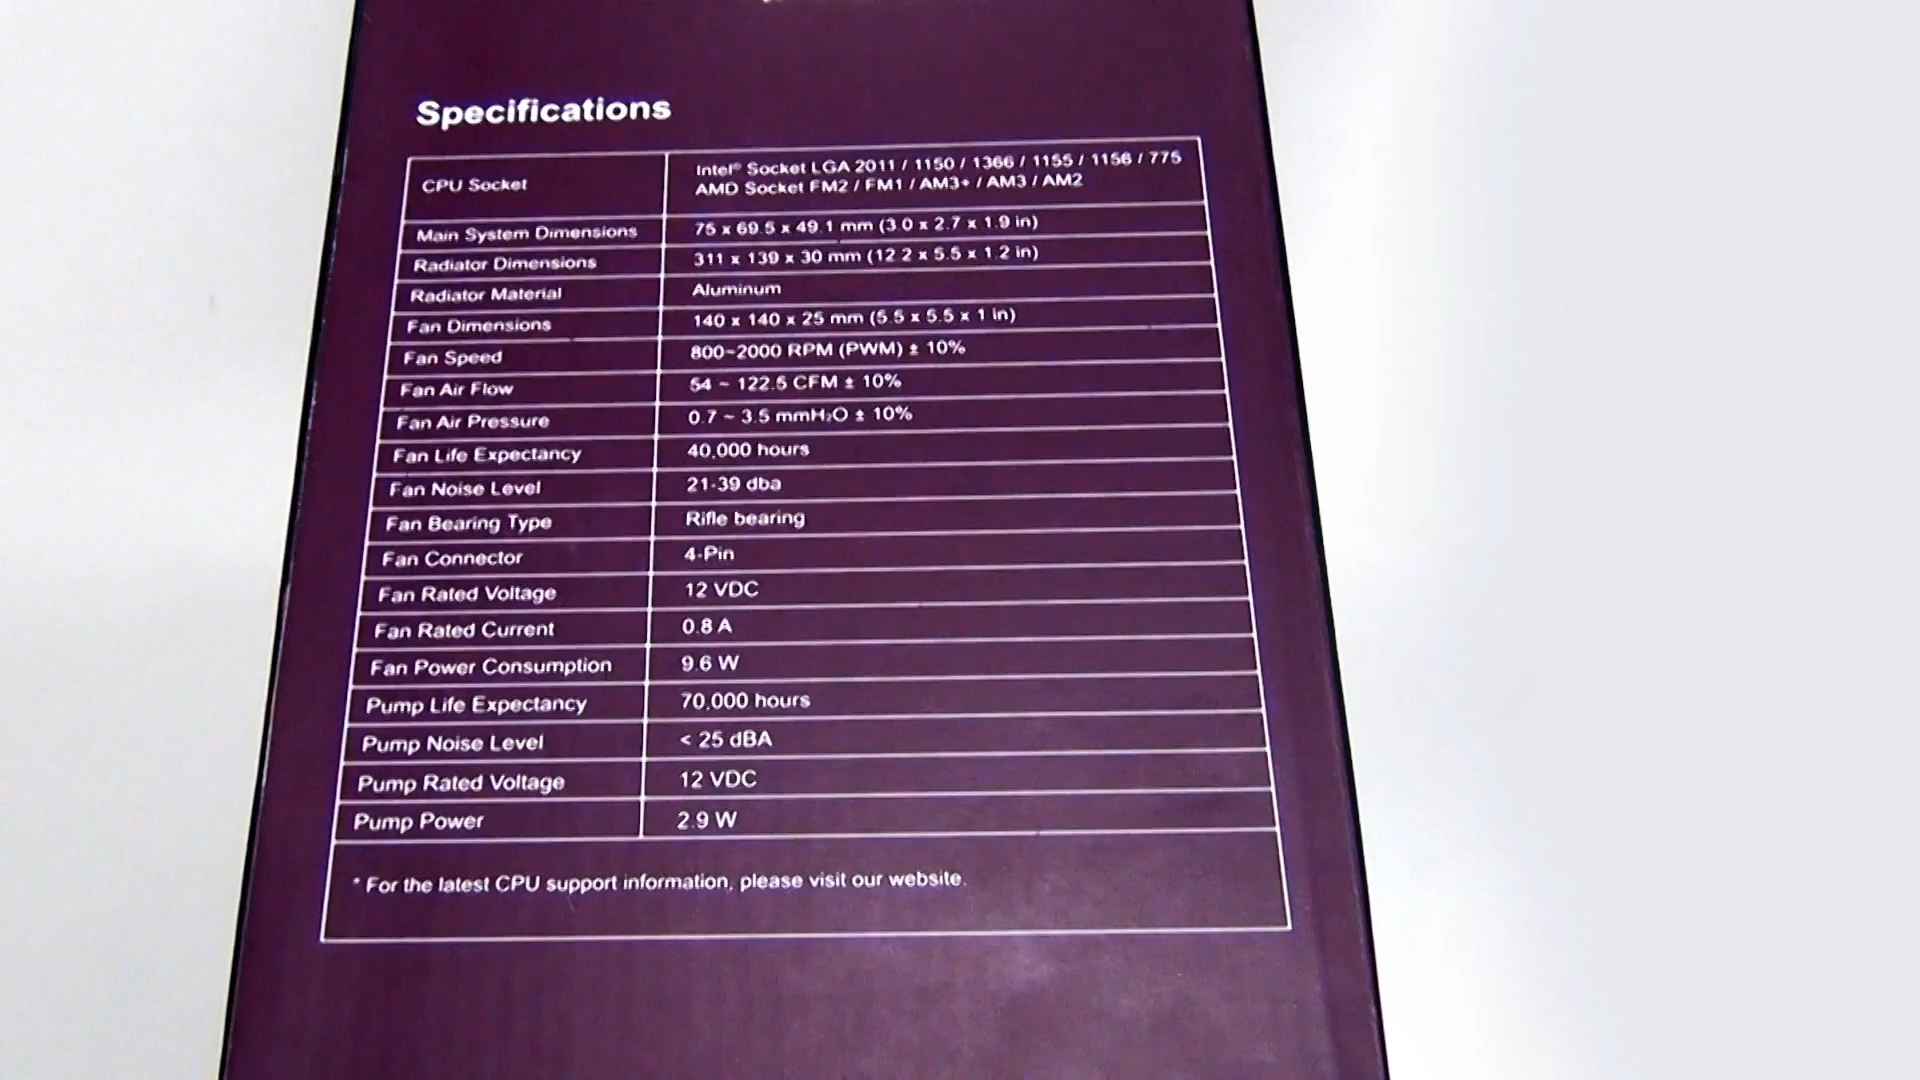 Specifications
CPU Socket
Intel® Socket LGA 2011 / 1150 / 1366 / 1155 / 1156 / 775
AMD Socket FM2 / FM1 / AM3+ / AM3 / AM2
Main System Dimensions 75 x 69.5 x 49.1 mm (3.0 x 2.7 x 1.9 in)
Radiator Dimensions 311 x 139 x 30 mm (12.2 x 5.5 x 1.2 in)
Radiator Material Aluminum
Fan Dimensions 140 x 140 x 25 mm (5.5 x 5.5 x 1 in)
Fan Speed 800~2000 RPM (PWM) ± 10%
Fan Air Flow 54 ~ 122.5 CFM ± 10%
Fan Air Pressure 0.7 ~ 3.5 mmH₂O ± 10%
Fan Life Expectancy 40,000 hours
Fan Noise Level 21-39 dba
Fan Bearing Type Rifle bearing
Fan Connector 4-Pin
Fan Rated Voltage 12 VDC
Fan Rated Current 0.8 A
Fan Power Consumption 9.6 W
Pump Life Expectancy 70,000 hours
Pump Noise Level < 25 dBA
Pump Rated Voltage 12 VDC
Pump Power 2.9 W
* For the latest CPU support information, please visit our website.